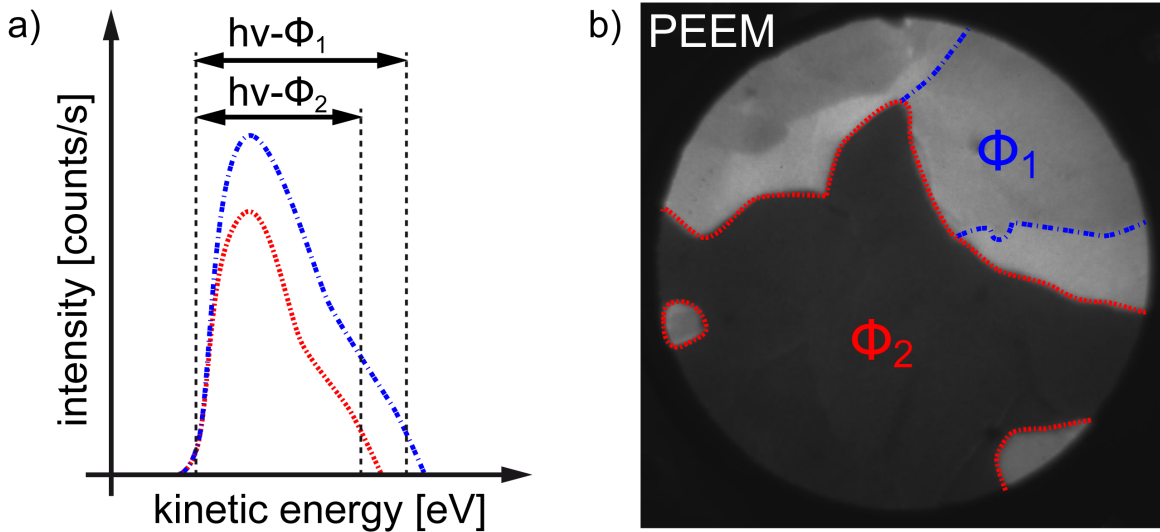 a)
hν-Φ₁
hν-Φ₂
intensity [counts/s]
kinetic energy [eV]
b)
PEEM
Φ₁
Φ₂